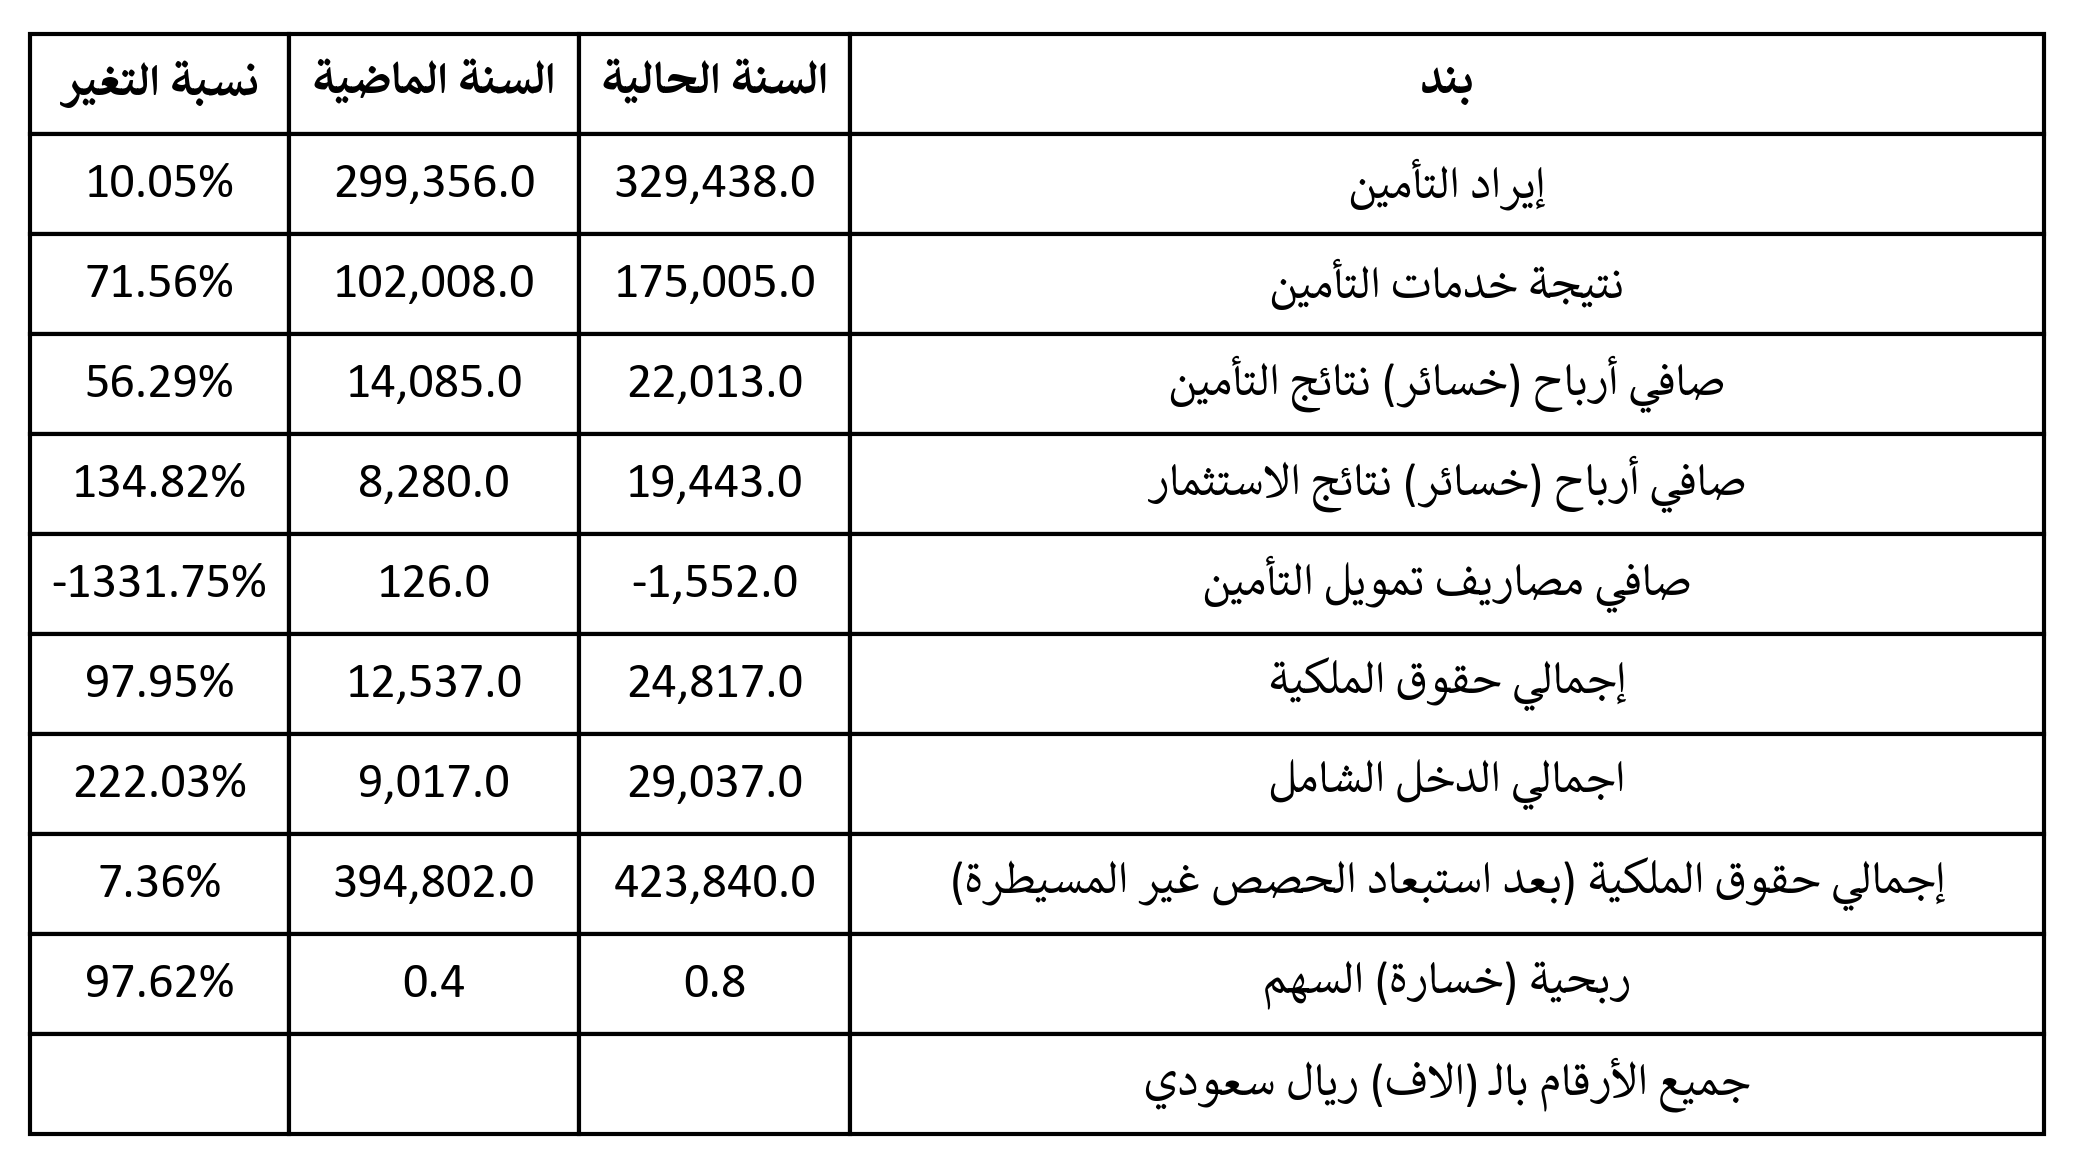 بند السنة الحالية السنة الماضية نسبة التغير
إيراد التأمين 329,438.0 299,356.0 10.05%
نتيجة خدمات التأمين 175,005.0 102,008.0 71.56%
صافي أرباح (خسائر) نتائج التأمين 22,013.0 14,085.0 56.29%
صافي أرباح (خسائر) نتائج الاستثمار 19,443.0 8,280.0 134.82%
صافي مصاريف تمويل التأمين -1,552.0 126.0 -1331.75%
إجمالي حقوق الملكية 24,817.0 12,537.0 97.95%
اجمالي الدخل الشامل 29,037.0 9,017.0 222.03%
إجمالي حقوق الملكية (بعد استبعاد الحصص غير المسيطرة) 423,840.0 394,802.0 7.36%
ربحية (خسارة) السهم 0.8 0.4 97.62%
جميع الأرقام بالـ (الاف) ريال سعودي